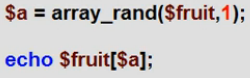 $a = array_rand($fruit,1);
echo $fruit[$a];